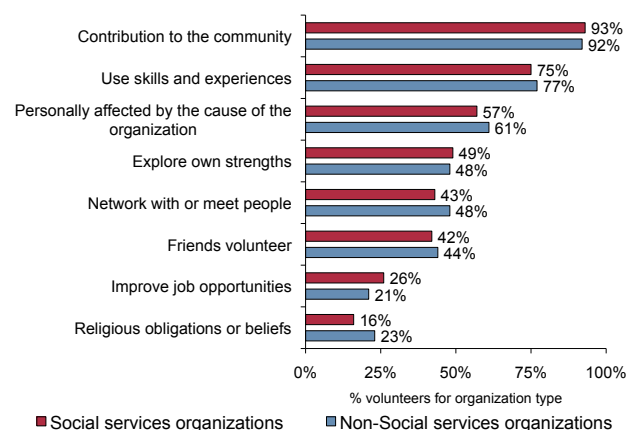 Contribution to the community
93%
92%
Use skills and experiences
75%
77%
Personally affected by the cause of the
organization
57%
61%
Explore own strengths
49%
48%
Network with or meet people
43%
48%
Friends volunteer
42%
44%
Improve job opportunities
26%
21%
Religious obligations or beliefs
16%
23%
0% 25% 50% 75% 100%
% volunteers for organization type
Social services organizations Non-Social services organizations